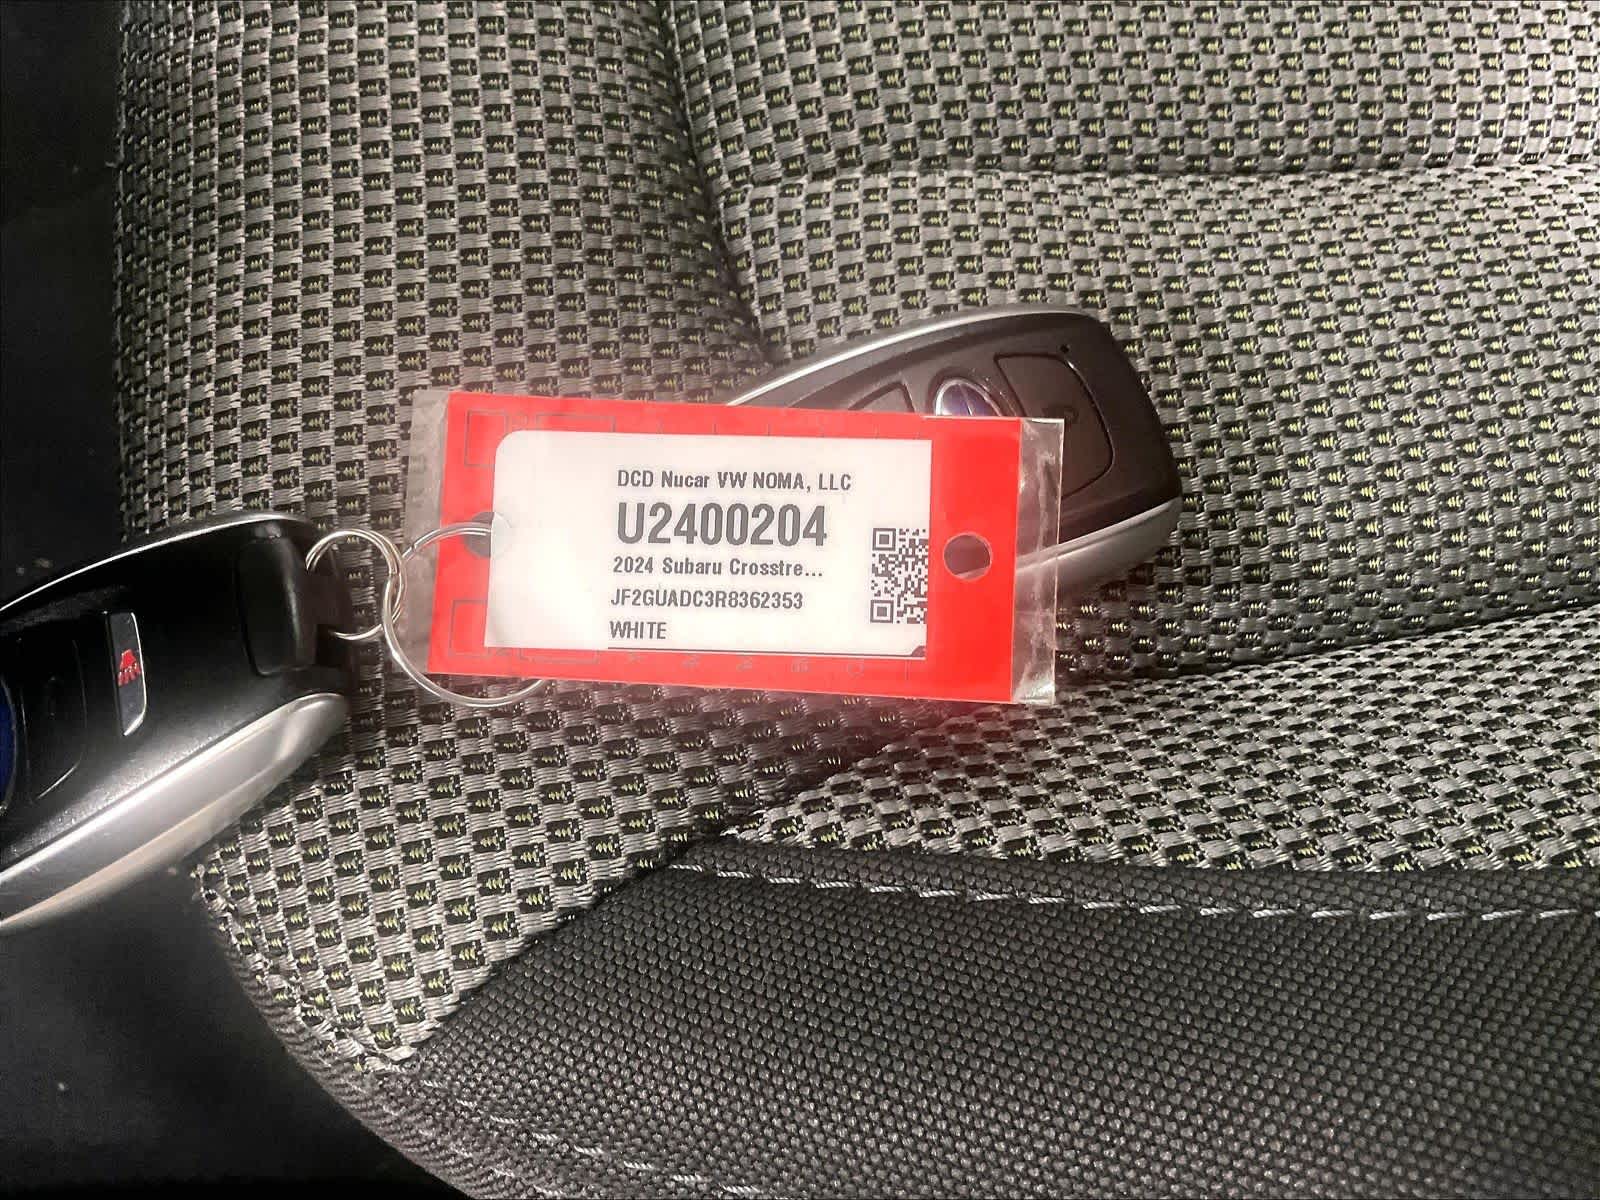 DCD Nucar VW NOMA, LLC
U2400204
2024 Subaru Crosstre...
JF2GUADC3R8362353
WHITE